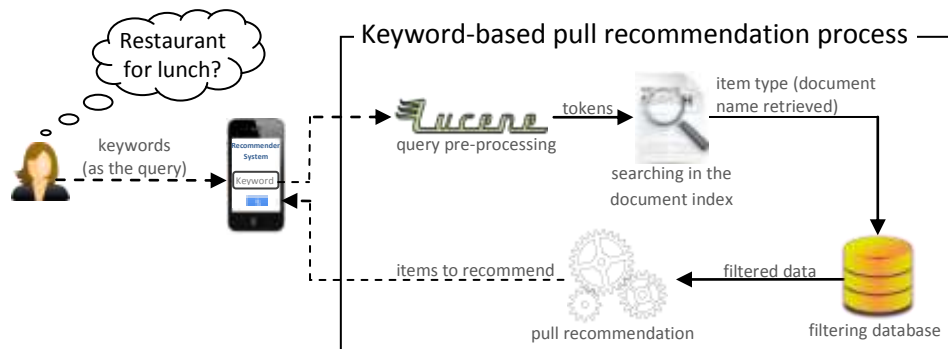 Restaurant
for lunch?
Keyword-based pull recommendation process
keywords
(as the query)
Recommender
System
Keyword
Lucene
query pre-processing
tokens
searching in the
document index
item type (document
name retrieved)
items to recommend
pull recommendation
filtered data
filtering database